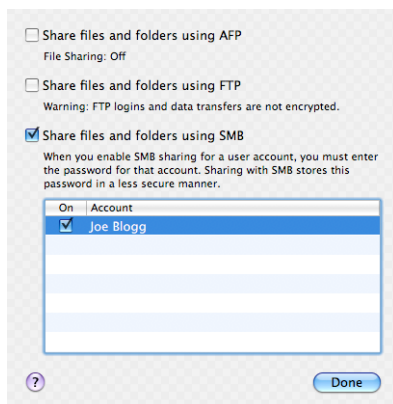 Share files and folders using AFP
File Sharing: Off
Share files and folders using FTP
Warning: FTP logins and data transfers are not encrypted.
Share files and folders using SMB
When you enable SMB sharing for a user account, you must enter
the password for that account. Sharing with SMB stores this
password in a less secure manner.
On Account
Joe Blogg
? Done